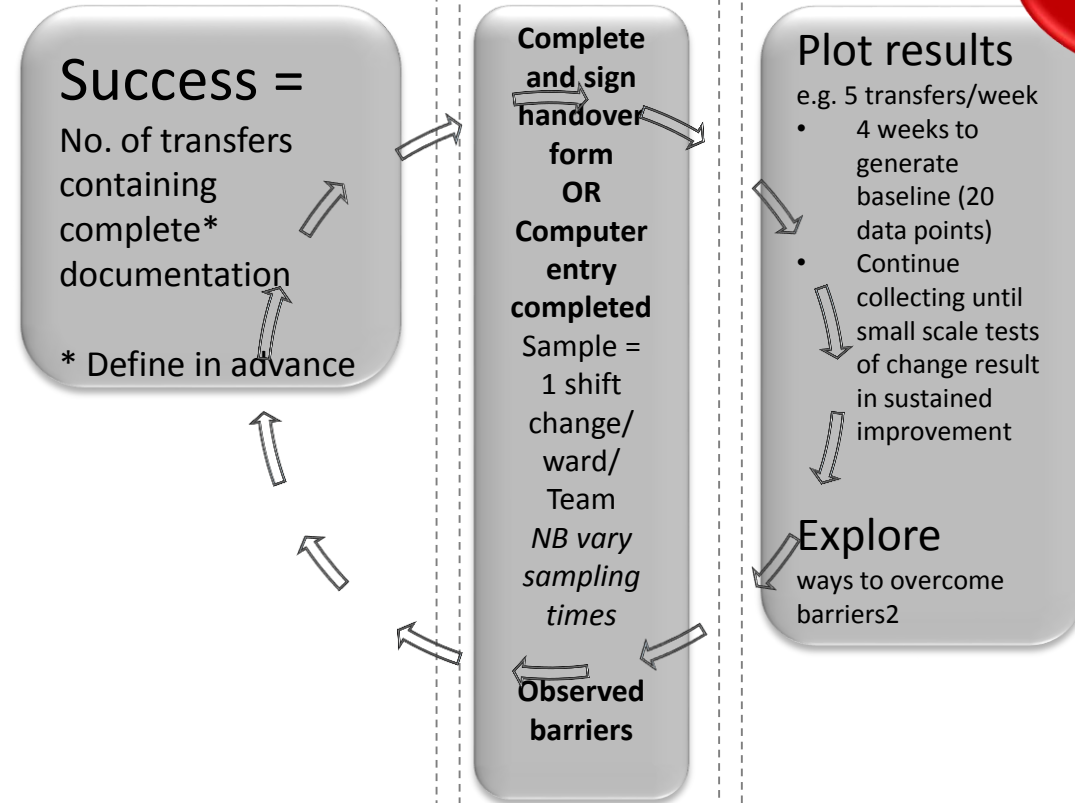 Success =
No. of transfers
containing
complete*
documentation
* Define in advance
Complete
and sign
handover
form
OR
Computer
entry
completed
Sample =
1 shift
change/
ward/
Team
NB vary
sampling
times
Observed
barriers
Plot results
e.g. 5 transfers/week
• 4 weeks to
generate
baseline (20
data points)
• Continue
collecting until
small scale tests
of change result
in sustained
improvement
Explore
ways to overcome
barriers2